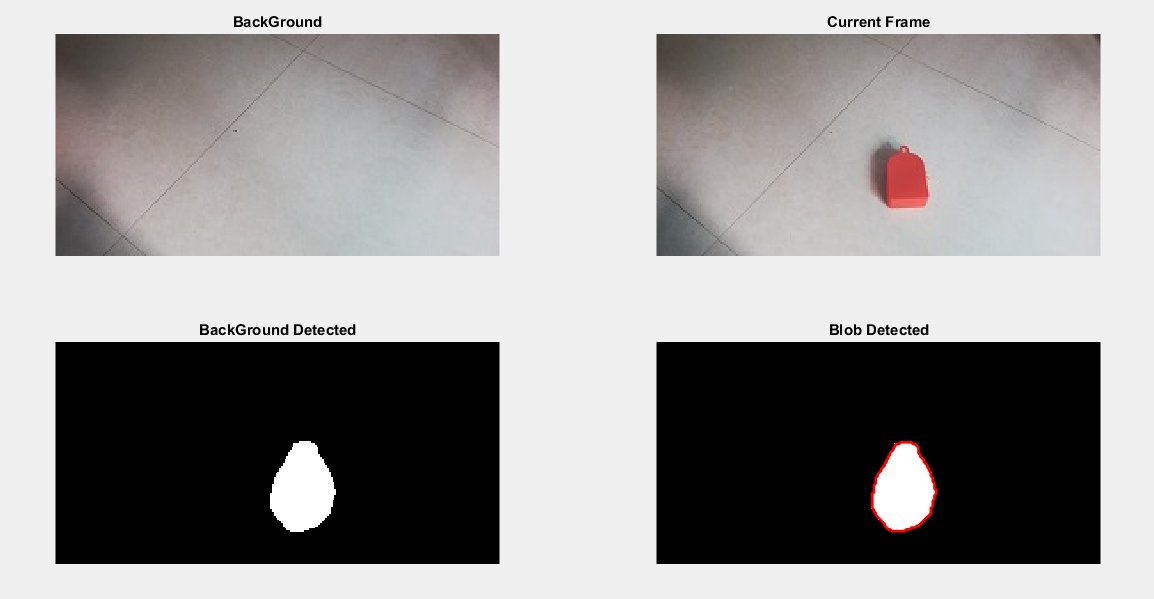 BackGround
Current Frame
BackGround Detected
Blob Detected